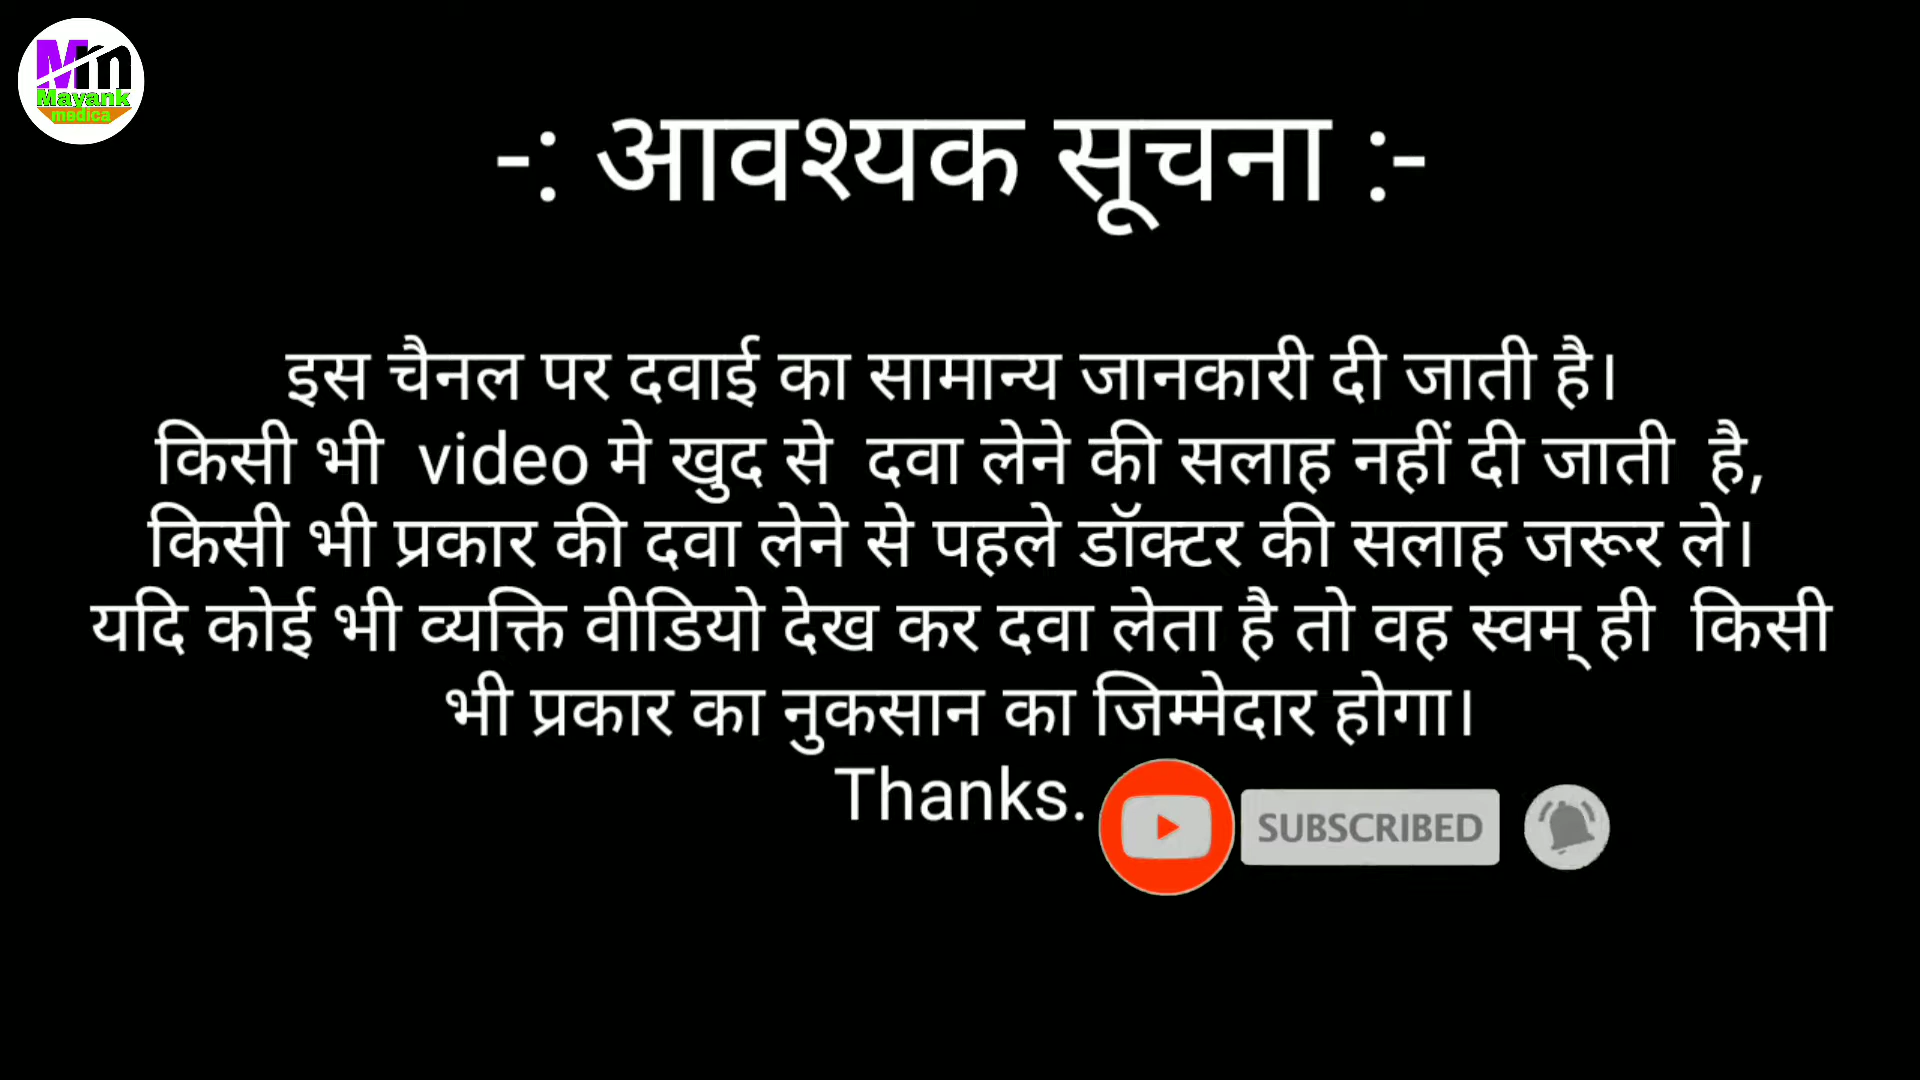 Mm
Mayank
medica
-: आवश्यक सूचना :-
इस चैनल पर दवाई का सामान्य जानकारी दी जाती है।
किसी भी video मे खुद से दवा लेने की सलाह नहीं दी जाती है,
किसी भी प्रकार की दवा लेने से पहले डॉक्टर की सलाह जरूर ले।
यदि कोई भी व्यक्ति वीडियो देख कर दवा लेता है तो वह स्वम् ही किसी
भी प्रकार का नुकसान का जिम्मेदार होगा।
Thanks.
SUBSCRIBED